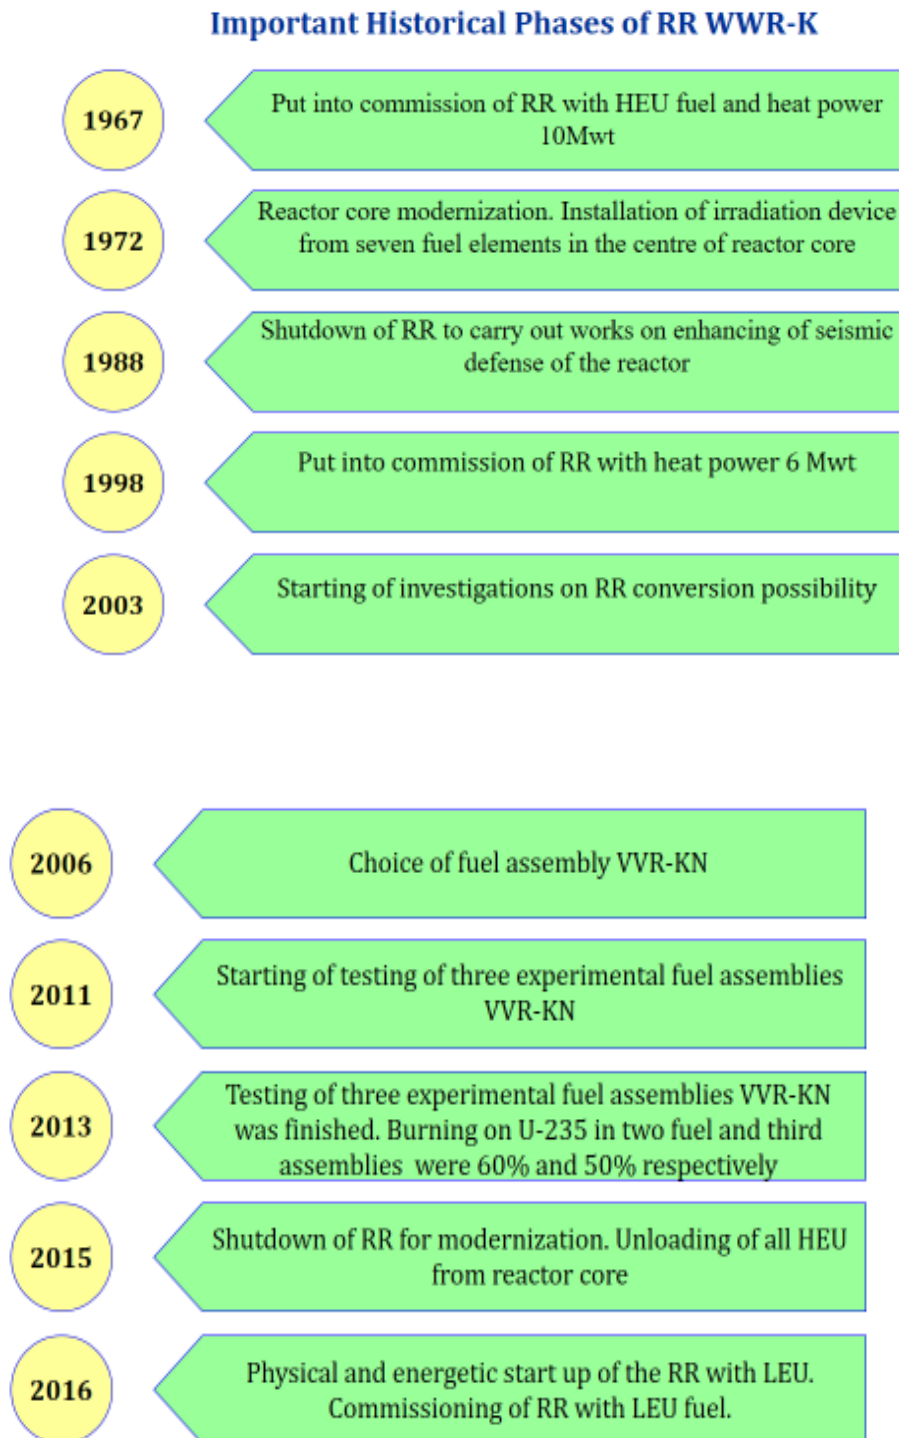 Important Historical Phases of RR WWR-K
1967
Put into commission of RR with HEU fuel and heat power
10Mwt
1972
Reactor core modernization. Installation of irradiation device
from seven fuel elements in the centre of reactor core
1988
Shutdown of RR to carry out works on enhancing of seismic
defense of the reactor
1998
Put into commission of RR with heat power 6 Mwt
2003
Starting of investigations on RR conversion possibility
2006
Choice of fuel assembly VVR-KN
2011
Starting of testing of three experimental fuel assemblies
VVR-KN
2013
Testing of three experimental fuel assemblies VVR-KN
was finished. Burning on U-235 in two fuel and third
assemblies were 60% and 50% respectively
2015
Shutdown of RR for modernization. Unloading of all HEU
from reactor core
2016
Physical and energetic start up of the RR with LEU.
Commissioning of RR with LEU fuel.